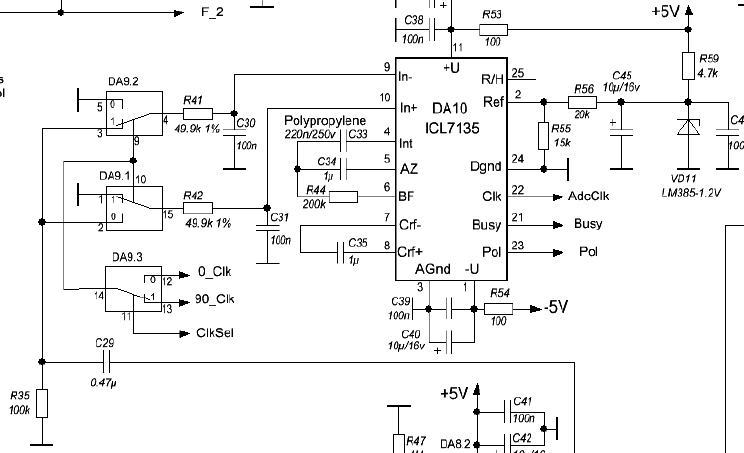 F_2
C38
100n
+
R53
100
+5V
11
+U
R59
4.7k
DA9.2
5
0
1
3
4
9
R41
49.9k 1%
C30
100n
9
In-
10
In+
DA10
ICL7135
R/H
25
Ref
2
R56
20k
C45
10µ/16v
+
R55
15k
VD11
LM385-1.2V
Polypropylene
220n/250v
C33
4
Int
C34
1µ
5
AZ
R44
200k
6
BF
Dgnd
24
Clk
22
AdcClk
DA9.1
10
1
1
0
2
15
R42
49.9k 1%
C31
100n
7
Crf-
8
Crf+
C35
1µ
Busy
21
Busy
Pol
23
Pol
DA9.3
14
0
12
1
13
11
0_Clk
90_Clk
ClkSel
AGnd
-U
3
1
C39
100n
R54
100
-5V
C40
10µ/16v
+
C29
0.47µ
R35
100k
+5V
C41
100n
R47
DA8.2
C42